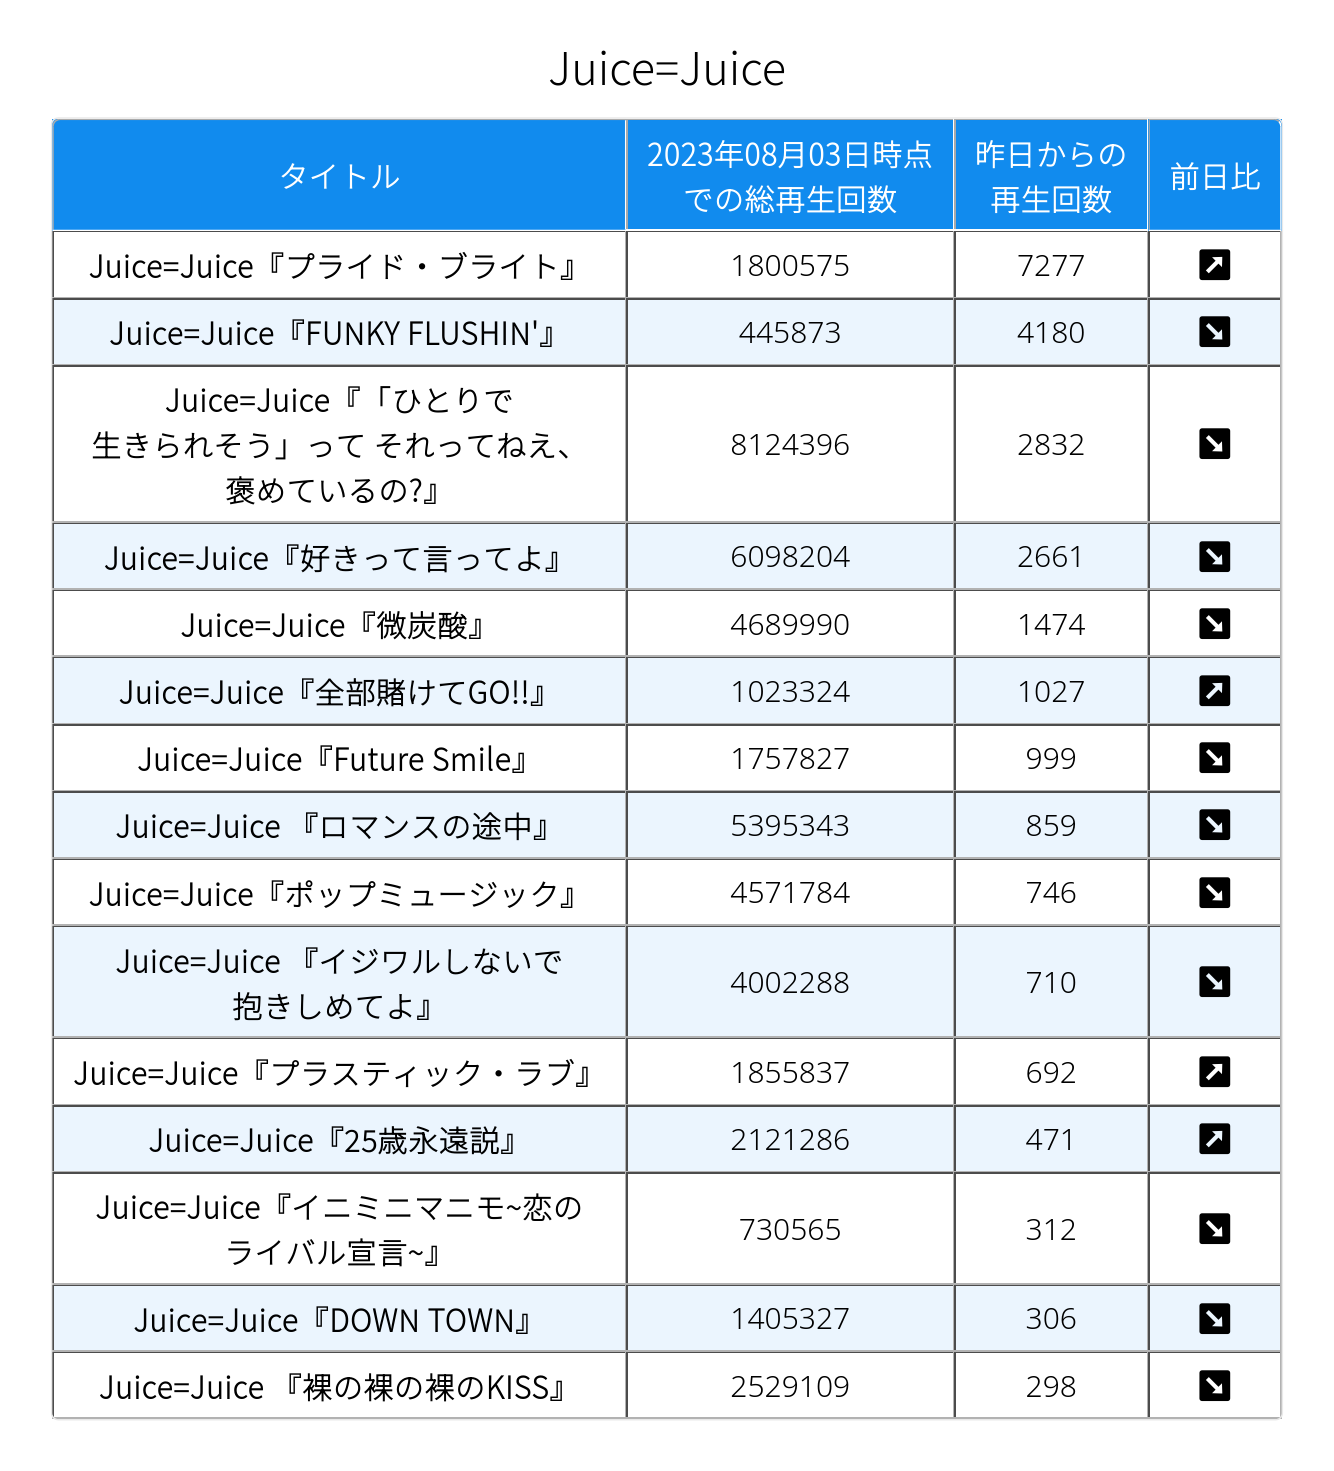 Juice=Juice
タイトル
2023年08月03日時点
での総再生回数
昨日からの
再生回数
前日比
Juice=Juice『プライド・ブライト』
1800575
7277
Juice=Juice『FUNKY FLUSHIN'』
445873
4180
Juice=Juice『「ひとりで
生きられそう」って それってねえ、
褒めているの?』
8124396
2832
Juice=Juice『好きって言ってよ』
6098204
2661
Juice=Juice『微炭酸』
4689990
1474
Juice=Juice『全部賭けてGO!!』
1023324
1027
Juice=Juice『Future Smile』
1757827
999
Juice=Juice 『ロマンスの途中』
5395343
859
Juice=Juice『ポップミュージック』
4571784
746
Juice=Juice 『イジワルしないで
抱きしめてよ』
4002288
710
Juice=Juice『プラスティック・ラブ』
1855837
692
Juice=Juice『25歳永遠説』
2121286
471
Juice=Juice『イニミニマニモ~恋の
ライバル宣言~』
730565
312
Juice=Juice『DOWN TOWN』
1405327
306
Juice=Juice 『裸の裸の裸のKISS』
2529109
298